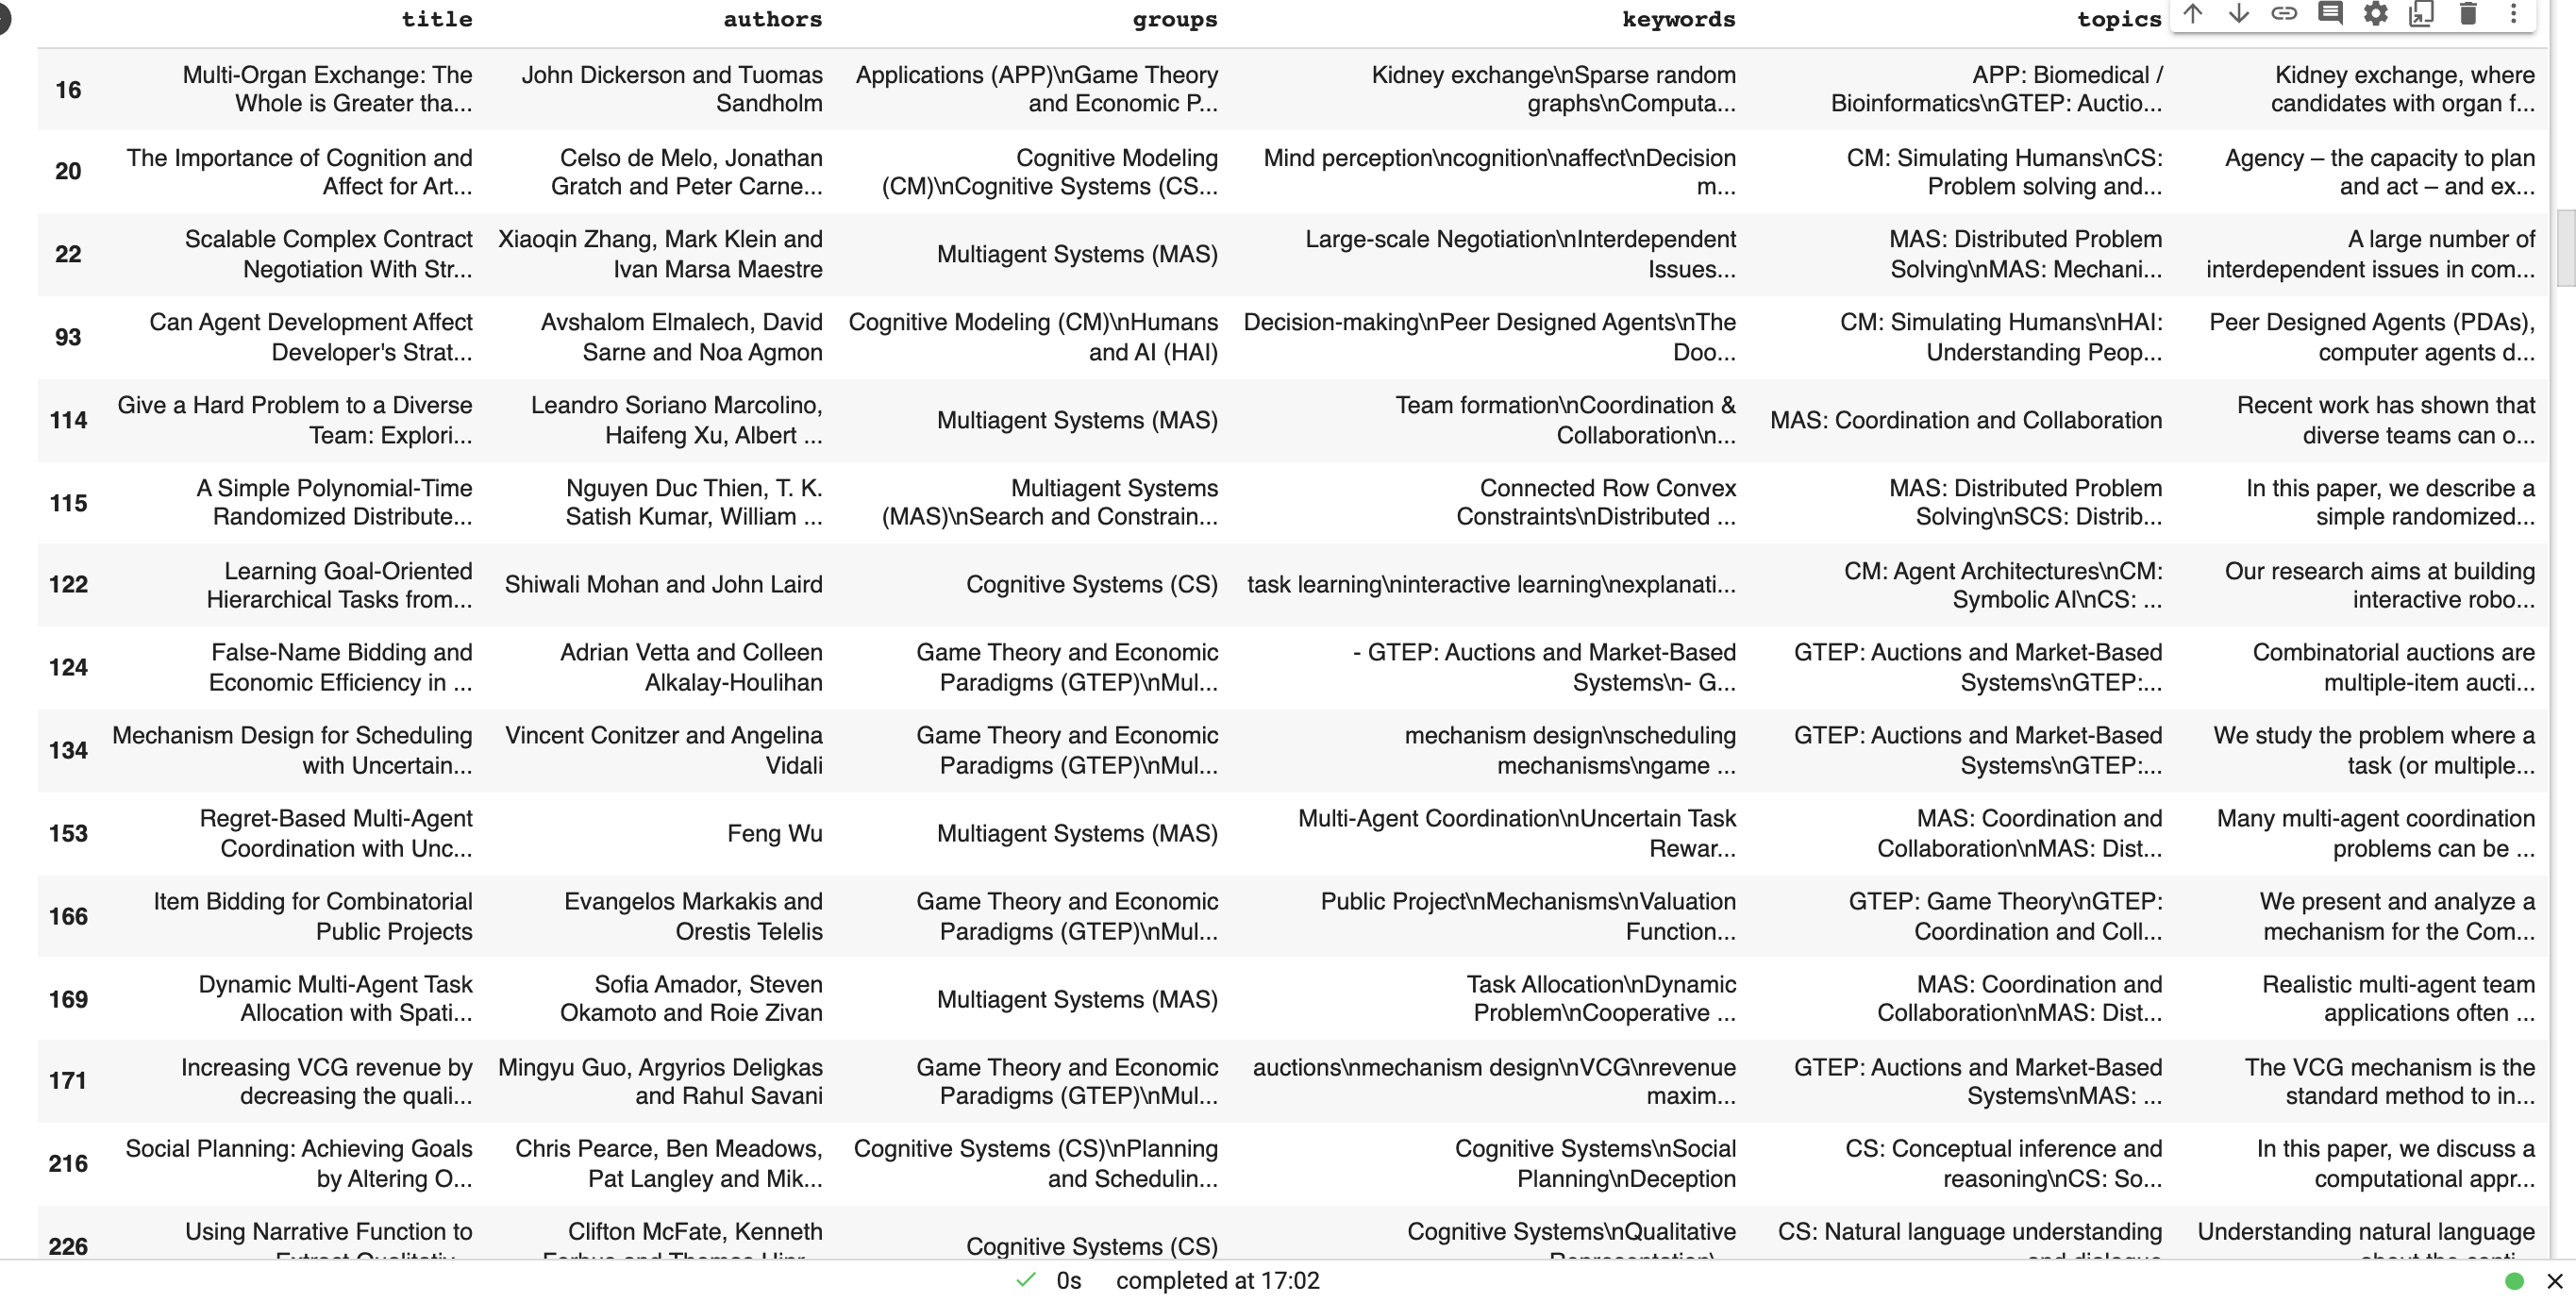 title authors groups keywords topics
16 Multi-Organ Exchange: The John Dickerson and Tuomas Applications (APP)\nGame Theory Kidney exchange\nSparse random APP: Biomedical / Kidney exchange, where
Whole is Greater tha... Sandholm and Economic P... graphs\nComputa... Bioinformatics\nGTEP: Auctio... candidates with organ f...
20 The Importance of Cognition and Celso de Melo, Jonathan Cognitive Modeling Mind perception\ncognition\naffect\nDecision CM: Simulating Humans\nCS: Agency – the capacity to plan
Affect for Art... Gratch and Peter Carne... (CM)\nCognitive Systems (CS... m... Problem solving and... and act – and ex...
22 Scalable Complex Contract Xiaoqin Zhang, Mark Klein and Multiagent Systems (MAS) Large-scale Negotiation\nInterdependent MAS: Distributed Problem A large number of
Negotiation With Str... Ivan Marsa Maestre Issues... Solving\nMAS: Mechani... interdependent issues in com...
93 Can Agent Development Affect Avshalom Elmalech, David Cognitive Modeling (CM)\nHumans Decision-making\nPeer Designed Agents\nThe CM: Simulating Humans\nHAI: Peer Designed Agents (PDAs),
Developer's Strat... Sarne and Noa Agmon and AI (HAI) Doo... Understanding Peop... computer agents d...
114 Give a Hard Problem to a Diverse Leandro Soriano Marcolino, Multiagent Systems (MAS) Team formation\nCoordination & MAS: Coordination and Collaboration Recent work has shown that
Team: Explori... Haifeng Xu, Albert ... Collaboration\n... diverse teams can o...
115 A Simple Polynomial-Time Nguyen Duc Thien, T. K. Multiagent Systems Connected Row Convex MAS: Distributed Problem In this paper, we describe a
Randomized Distribute... Satish Kumar, William ... (MAS)\nSearch and Constrain... Constraints\nDistributed ... Solving\nSCS: Distrib... simple randomized...
122 Learning Goal-Oriented Shiwali Mohan and John Laird Cognitive Systems (CS) task learning\ninteractive learning\nexplanati... CM: Agent Architectures\nCM: Our research aims at building
Hierarchical Tasks from... Symbolic AI\nCS: ... interactive robo...
124 False-Name Bidding and Adrian Vetta and Colleen Game Theory and Economic - GTEP: Auctions and Market-Based GTEP: Auctions and Market-Based Combinatorial auctions are
Economic Efficiency in ... Alkalay-Houlihan Paradigms (GTEP)\nMul... Systems\n- G... Systems\nGTEP:... multiple-item aucti...
134 Mechanism Design for Scheduling Vincent Conitzer and Angelina Game Theory and Economic mechanism design\nscheduling GTEP: Auctions and Market-Based We study the problem where a
with Uncertain... Vidali Paradigms (GTEP)\nMul... mechanisms\ngame ... Systems\nGTEP:... task (or multiple...
153 Regret-Based Multi-Agent Feng Wu Multiagent Systems (MAS) Multi-Agent Coordination\nUncertain Task MAS: Coordination and Many multi-agent coordination
Coordination with Unc... Rewar... Collaboration\nMAS: Dist... problems can be ...
166 Item Bidding for Combinatorial Evangelos Markakis and Game Theory and Economic Public Project\nMechanisms\nValuation GTEP: Game Theory\nGTEP: We present and analyze a
Public Projects Orestis Telelis Paradigms (GTEP)\nMul... Function... Coordination and Coll... mechanism for the Com...
169 Dynamic Multi-Agent Task Sofia Amador, Steven Multiagent Systems (MAS) Task Allocation\nDynamic MAS: Coordination and Realistic multi-agent team
Allocation with Spati... Okamoto and Roie Zivan Problem\nCooperative ... Collaboration\nMAS: Dist... applications often ...
171 Increasing VCG revenue by Mingyu Guo, Argyrios Deligkas Game Theory and Economic auctions\nmechanism design\nVCG\nrevenue GTEP: Auctions and Market-Based The VCG mechanism is the
decreasing the quali... and Rahul Savani Paradigms (GTEP)\nMul... maxim... Systems\nMAS: ... standard method to in...
216 Social Planning: Achieving Goals Chris Pearce, Ben Meadows, Cognitive Systems (CS)\nPlanning Cognitive Systems\nSocial CS: Conceptual inference and In this paper, we discuss a
by Altering O... Pat Langley and Mik... and Schedulin... Planning\nDeception reasoning\nCS: So... computational appr...
226 Using Narrative Function to Clifton McFate, Kenneth Cognitive Systems (CS) Cognitive Systems\nQualitative CS: Natural language understanding Understanding natural language
0s completed at 17:02